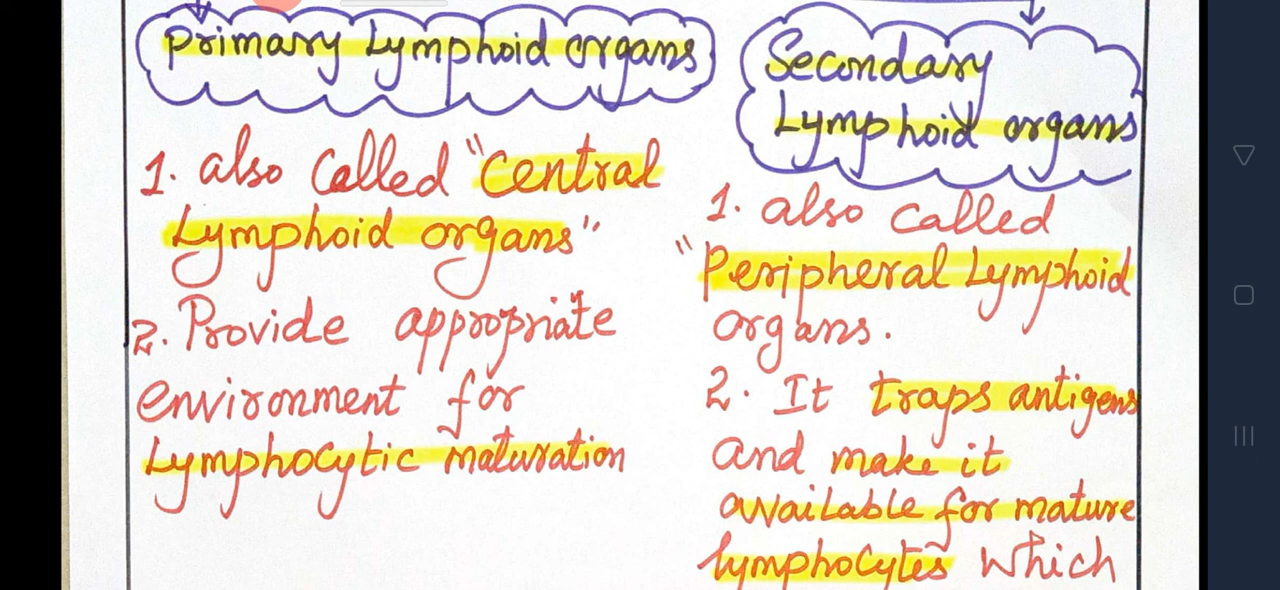 Primary Lymphoid organs
1. also called "Central
Lymphoid organs"
2. Provide appropriate
environment for
Lymphocytic maturation
Secondary
Lymphoid organs
1. also called
"Peripheral Lymphoid
organs.
2. It traps antigens
and make it
available for mature
lymphocytes which